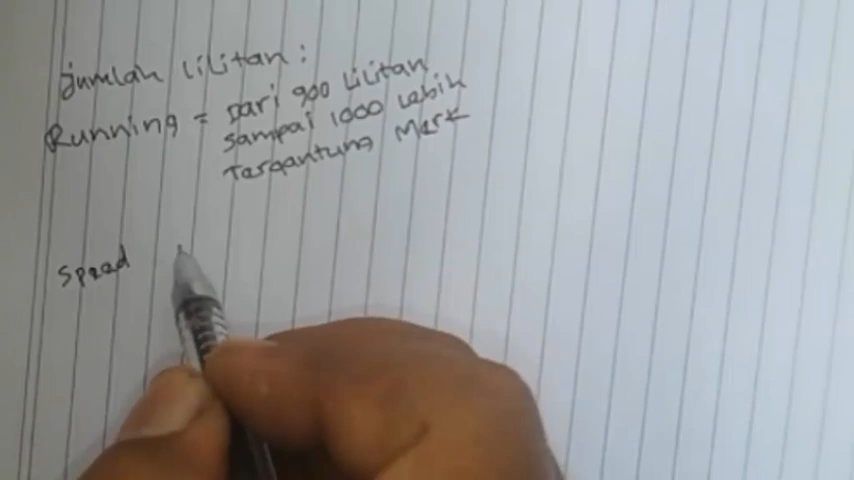 Jumlah Lilitan :
Running = Dari 900 Lilitan
sampai 1000 Lebih
Tergantung Merk
Speed